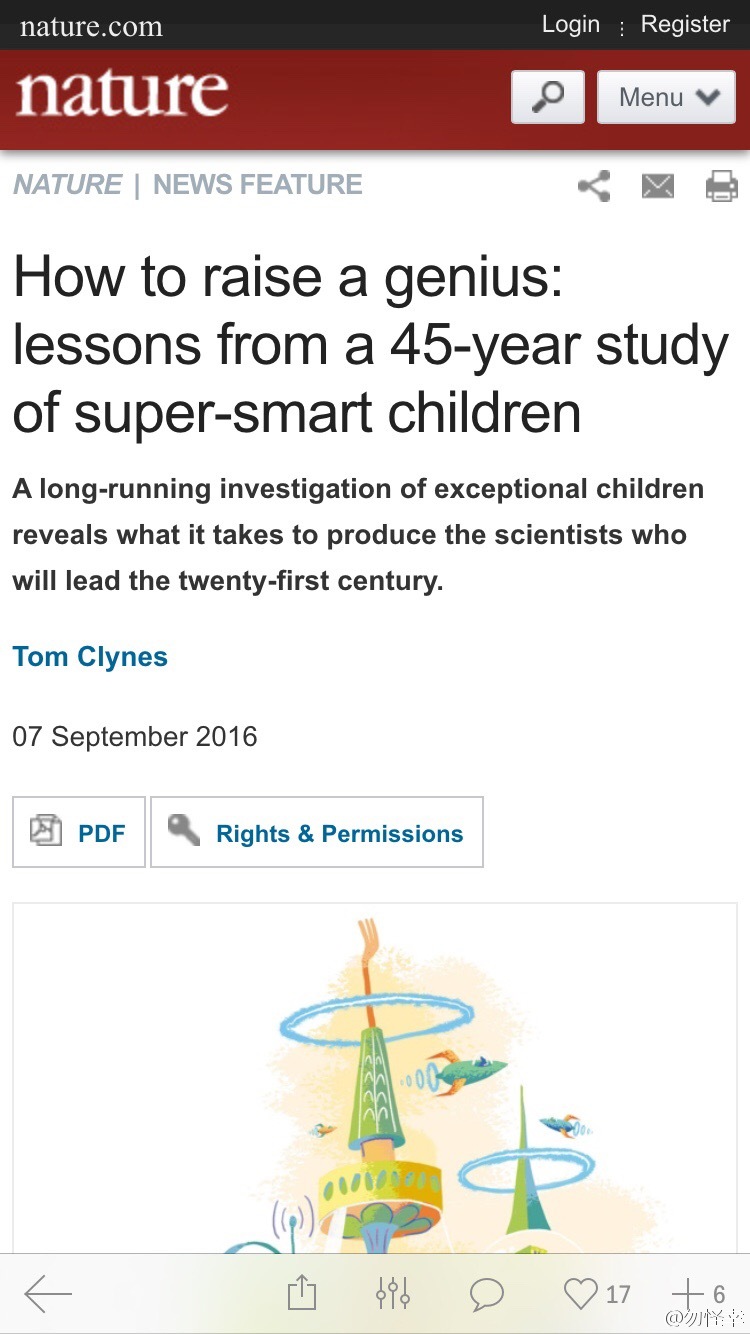 nature.com
Login : Register
nature
Menu
NATURE | NEWS FEATURE
How to raise a genius:
lessons from a 45-year study
of super-smart children
A long-running investigation of exceptional children
reveals what it takes to produce the scientists who
will lead the twenty-first century.
Tom Clynes
07 September 2016
PDF
Rights & Permissions
17
6
@勿怪幸